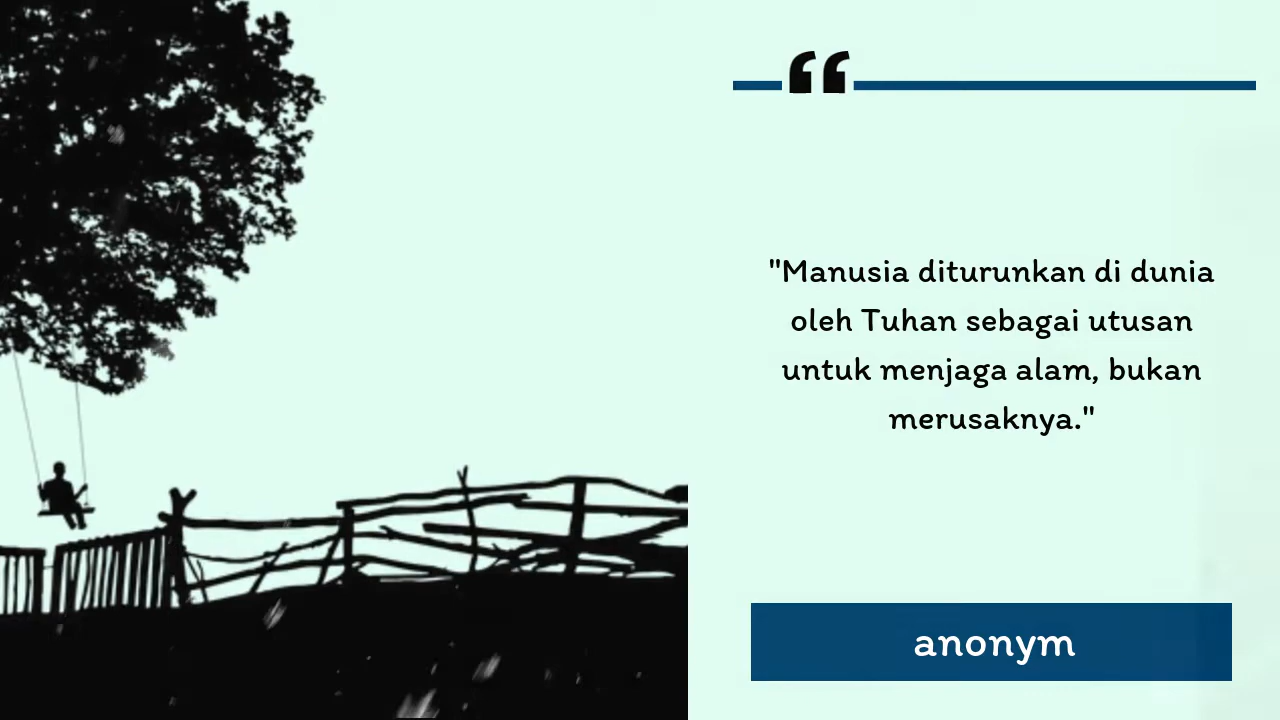 "Manusia diturunkan di dunia
oleh Tuhan sebagai utusan
untuk menjaga alam, bukan
merusaknya."
anonym